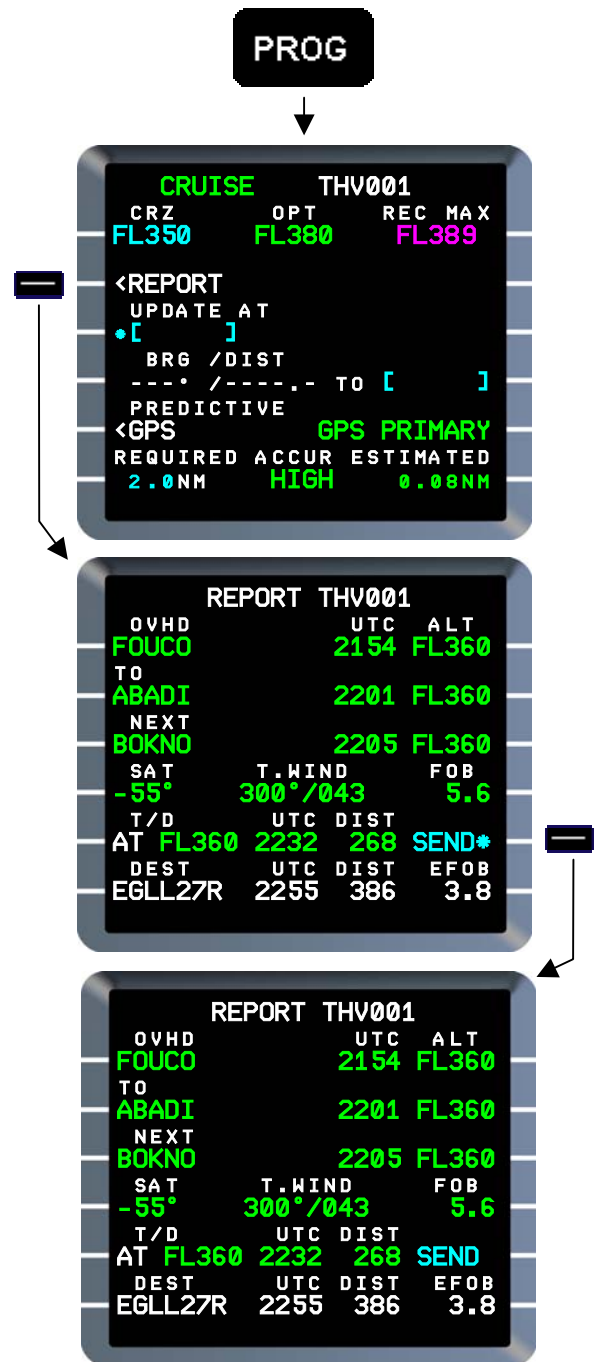 PROG
CRUISE THV001
CRZ OPT REC MAX
FL350 FL380 FL389
<REPORT
UPDATE AT
*[ ]
BRG /DIST
---° /----.- TO [ ]
PREDICTIVE
<GPS GPS PRIMARY
REQUIRED ACCUR ESTIMATED
2.0NM HIGH 0.08NM
REPORT THV001
OVHD UTC ALT
FOUCO 2154 FL360
TO
ABADI 2201 FL360
NEXT
BOKNO 2205 FL360
SAT T.WIND FOB
-55° 300°/043 5.6
T/D UTC DIST
AT FL360 2232 268 SEND*
DEST UTC DIST EFOB
EGLL27R 2255 386 3.8
REPORT THV001
OVHD UTC ALT
FOUCO 2154 FL360
TO
ABADI 2201 FL360
NEXT
BOKNO 2205 FL360
SAT T.WIND FOB
-55° 300°/043 5.6
T/D UTC DIST
AT FL360 2232 268 SEND
DEST UTC DIST EFOB
EGLL27R 2255 386 3.8